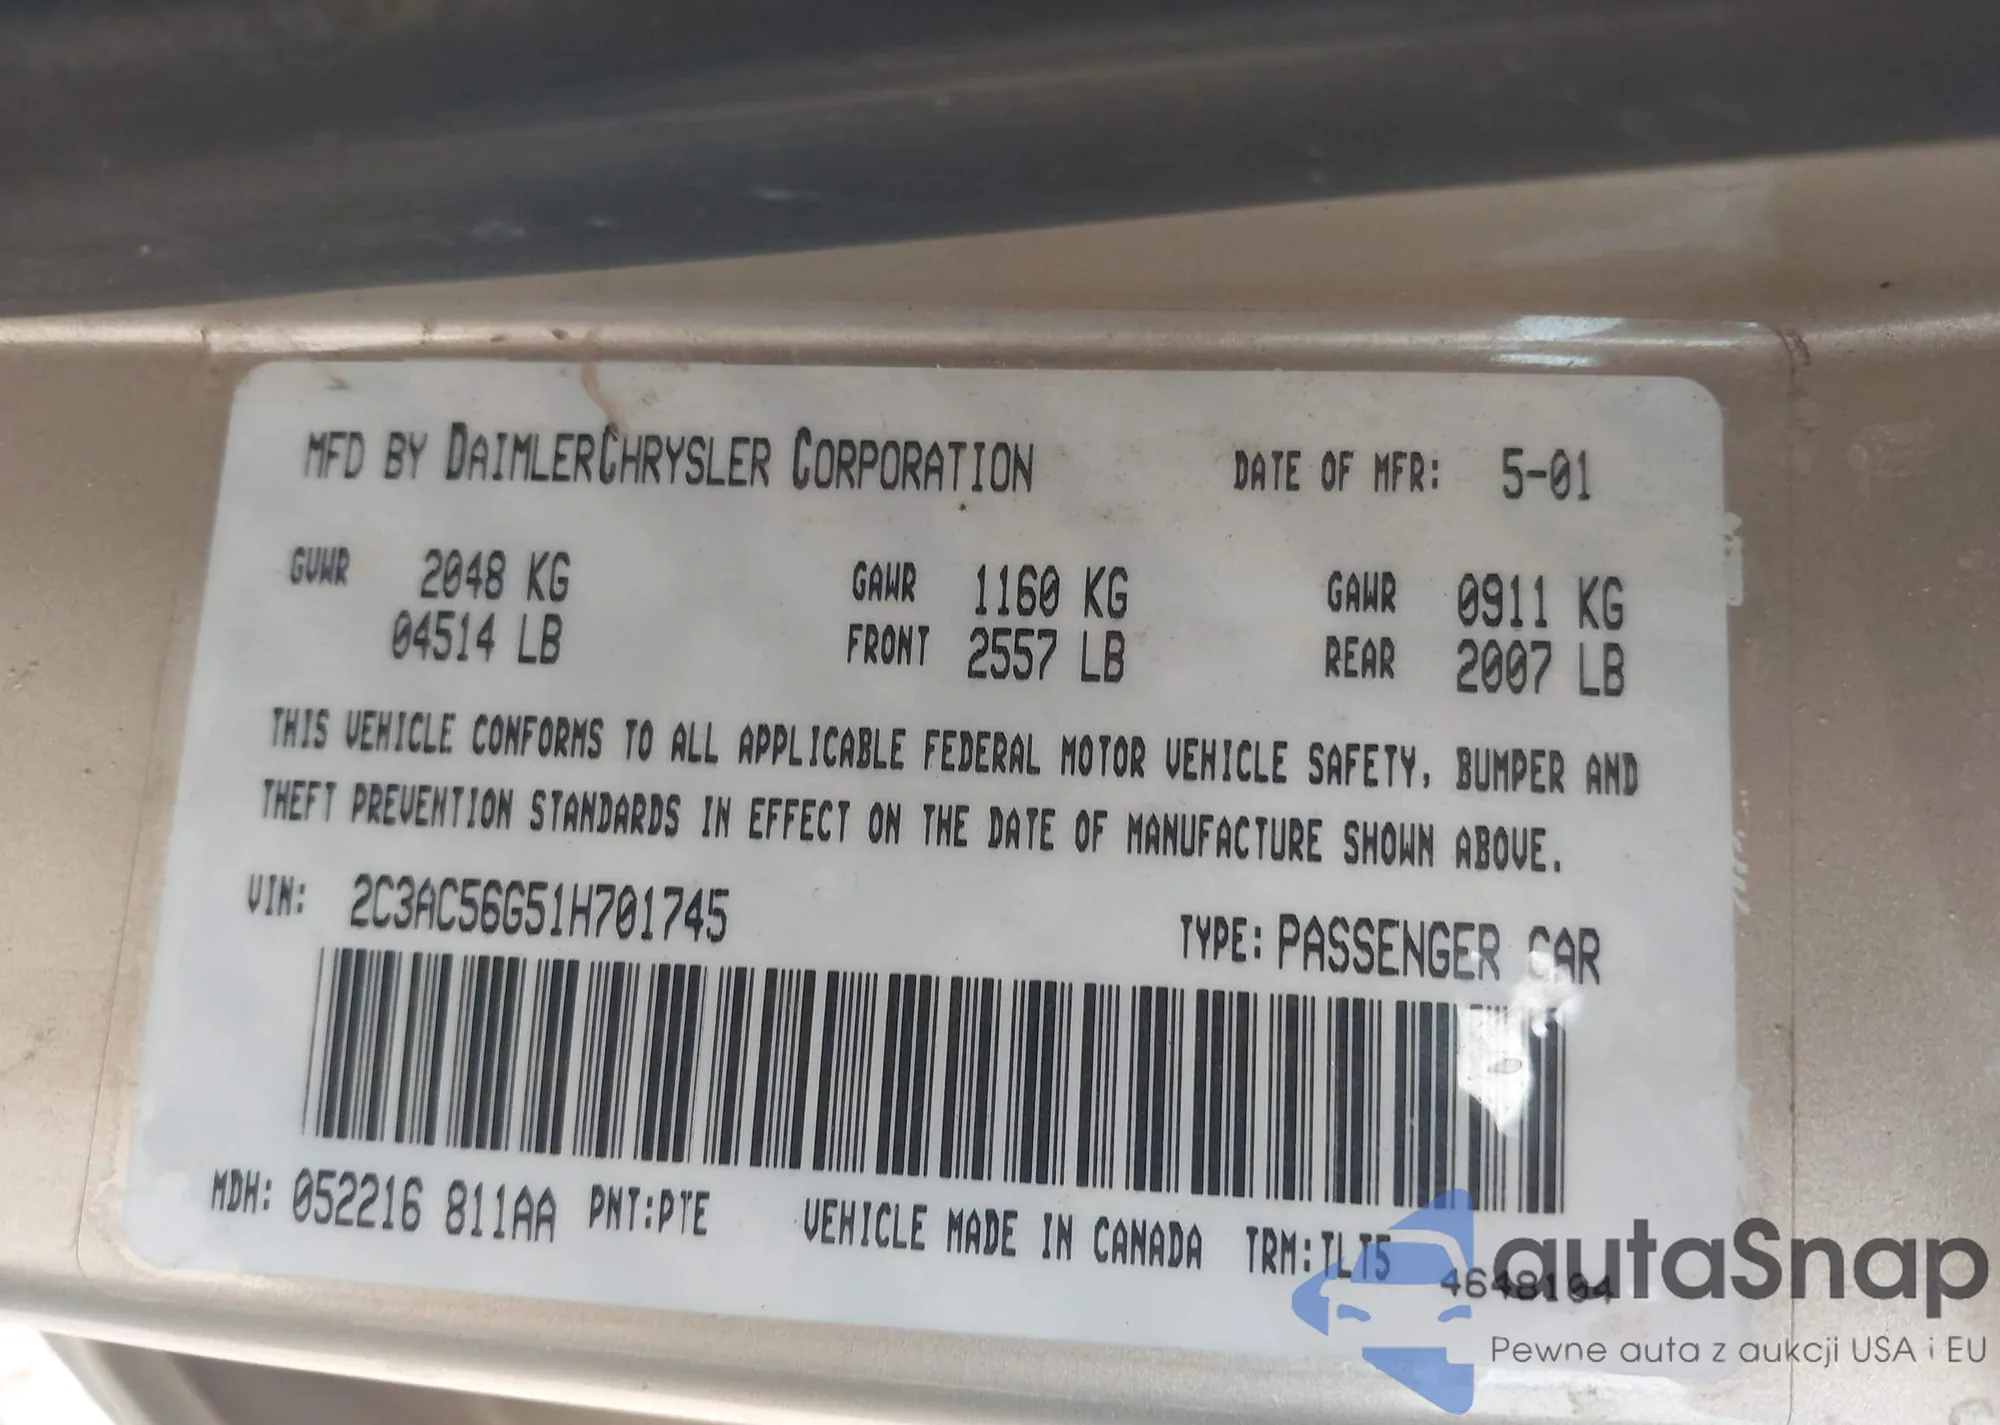 MFD BY DAIMLERCHRYSLER CORPORATION DATE OF MFR: 5-01
GVWR 2048 KG GAWR 1160 KG GAWR 0911 KG
04514 LB FRONT 2557 LB REAR 2007 LB
THIS VEHICLE CONFORMS TO ALL APPLICABLE FEDERAL MOTOR VEHICLE SAFETY, BUMPER AND
THEFT PREVENTION STANDARDS IN EFFECT ON THE DATE OF MANUFACTURE SHOWN ABOVE.
VIN: 2C3AC56G51H701745 TYPE: PASSENGER CAR
MDH: 052216 811AA PNT:PTE VEHICLE MADE IN CANADA TRM:TLT5
4648104
autaSnap
Pewne auta z aukcji USA i EU